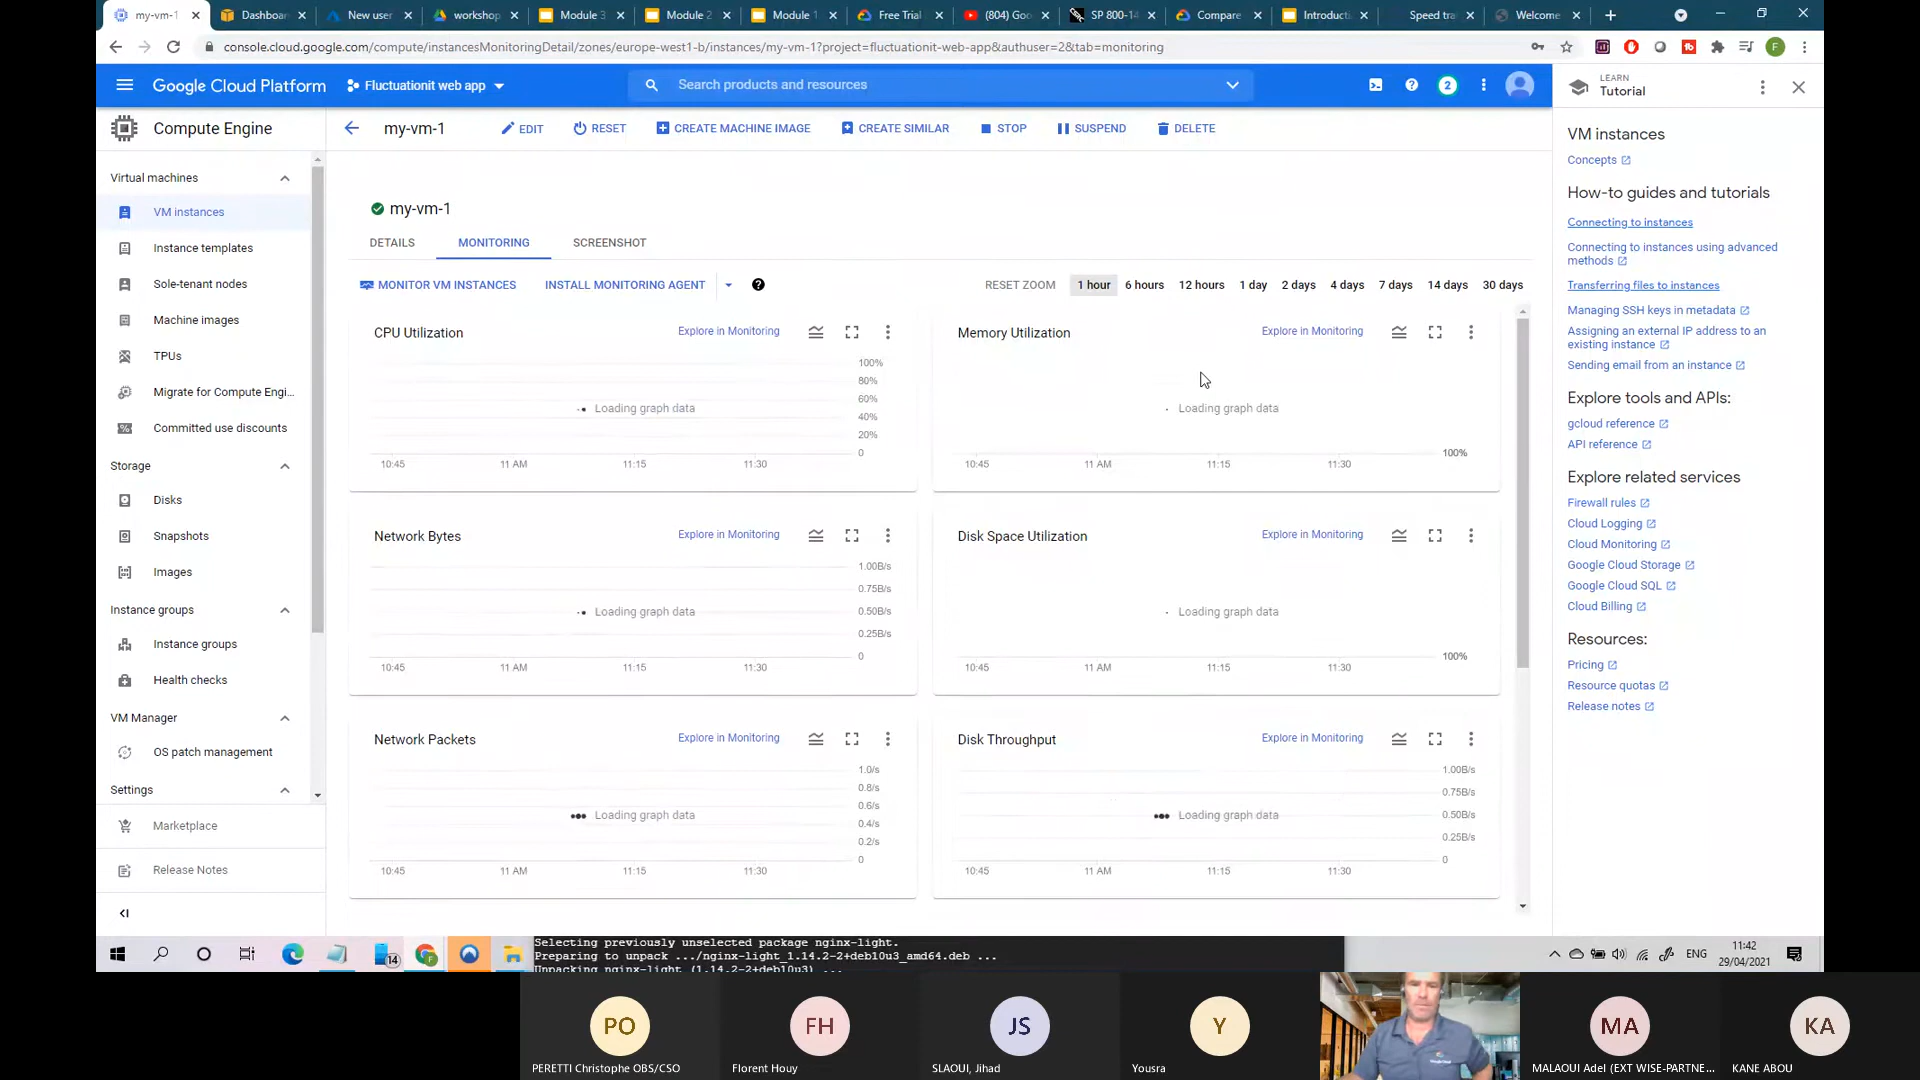 my-vm-1
Dashboar
New user
workshop
Module 3
Module 2
Module 1
Free Trial
(804) Goo
SP 800-14
Compare
Introducti
Speed tra
Welcome
console.cloud.google.com/compute/instancesMonitoringDetail/zones/europe-west1-b/instances/my-vm-1?project=fluctuationit-web-app&authuser=2&tab=monitoring
F
Google Cloud Platform
Fluctuationit web app
Search products and resources
2
LEARN
Tutorial
Compute Engine
my-vm-1
EDIT
RESET
CREATE MACHINE IMAGE
CREATE SIMILAR
STOP
SUSPEND
DELETE
Virtual machines
VM instances
Instance templates
Sole-tenant nodes
Machine images
TPUs
Migrate for Compute Engi...
Committed use discounts
Storage
Disks
Snapshots
Images
Instance groups
Instance groups
Health checks
VM Manager
OS patch management
Settings
Marketplace
Release Notes
my-vm-1
DETAILS
MONITORING
SCREENSHOT
MONITOR VM INSTANCES
INSTALL MONITORING AGENT
RESET ZOOM
1 hour
6 hours
12 hours
1 day
2 days
4 days
7 days
14 days
30 days
CPU Utilization
Explore in Monitoring
100%
80%
60%
40%
20%
0
Loading graph data
10:45
11 AM
11:15
11:30
Memory Utilization
Explore in Monitoring
Loading graph data
100%
10:45
11 AM
11:15
11:30
Network Bytes
Explore in Monitoring
1.00B/s
0.75B/s
0.50B/s
0.25B/s
0
Loading graph data
10:45
11 AM
11:15
11:30
Disk Space Utilization
Explore in Monitoring
Loading graph data
100%
10:45
11 AM
11:15
11:30
Network Packets
Explore in Monitoring
1.0/s
0.8/s
0.6/s
0.4/s
0.2/s
0
Loading graph data
10:45
11 AM
11:15
11:30
Disk Throughput
Explore in Monitoring
1.00B/s
0.75B/s
0.50B/s
0.25B/s
0
Loading graph data
10:45
11 AM
11:15
11:30
VM instances
Concepts
How-to guides and tutorials
Connecting to instances
Connecting to instances using advanced
methods
Transferring files to instances
Managing SSH keys in metadata
Assigning an external IP address to an
existing instance
Sending email from an instance
Explore tools and APIs:
gcloud reference
API reference
Explore related services
Firewall rules
Cloud Logging
Cloud Monitoring
Google Cloud Storage
Google Cloud SQL
Cloud Billing
Resources:
Pricing
Resource quotas
Release notes
14
Selecting previously unselected package nginx-light.
Preparing to unpack .../nginx-light_1.14.2-2+deb10u3_amd64.deb ...
Unpacking nginx-light (1.14.2-2+deb10u3) ...
ENG
11:42
29/04/2021
PO
PERETTI Christophe OBS/CSO
FH
Florent Houy
JS
SLAOUI, Jihad
Y
Yousra
MA
MALAOUI Adel (EXT WISE-PARTNE...
KA
KANE ABOU